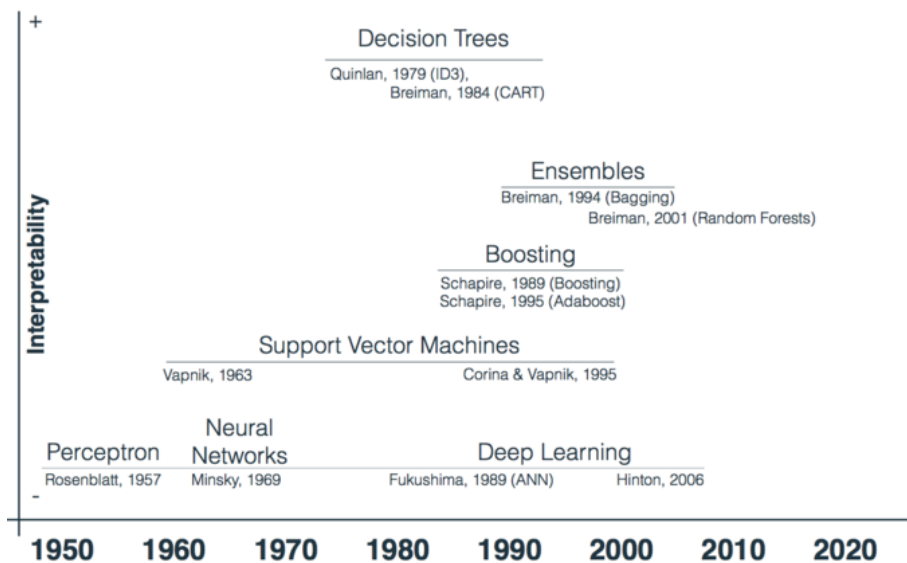 +
Decision Trees
Quinlan, 1979 (ID3),
Breiman, 1984 (CART)
Ensembles
Breiman, 1994 (Bagging)
Breiman, 2001 (Random Forests)
Interpretability
Boosting
Schapire, 1989 (Boosting)
Schapire, 1995 (Adaboost)
Support Vector Machines
Vapnik, 1963
Corina & Vapnik, 1995
Perceptron
Neural
Networks
Deep Learning
Rosenblatt, 1957
Minsky, 1969
Fukushima, 1989 (ANN)
Hinton, 2006
-
1950 1960 1970 1980 1990 2000 2010 2020